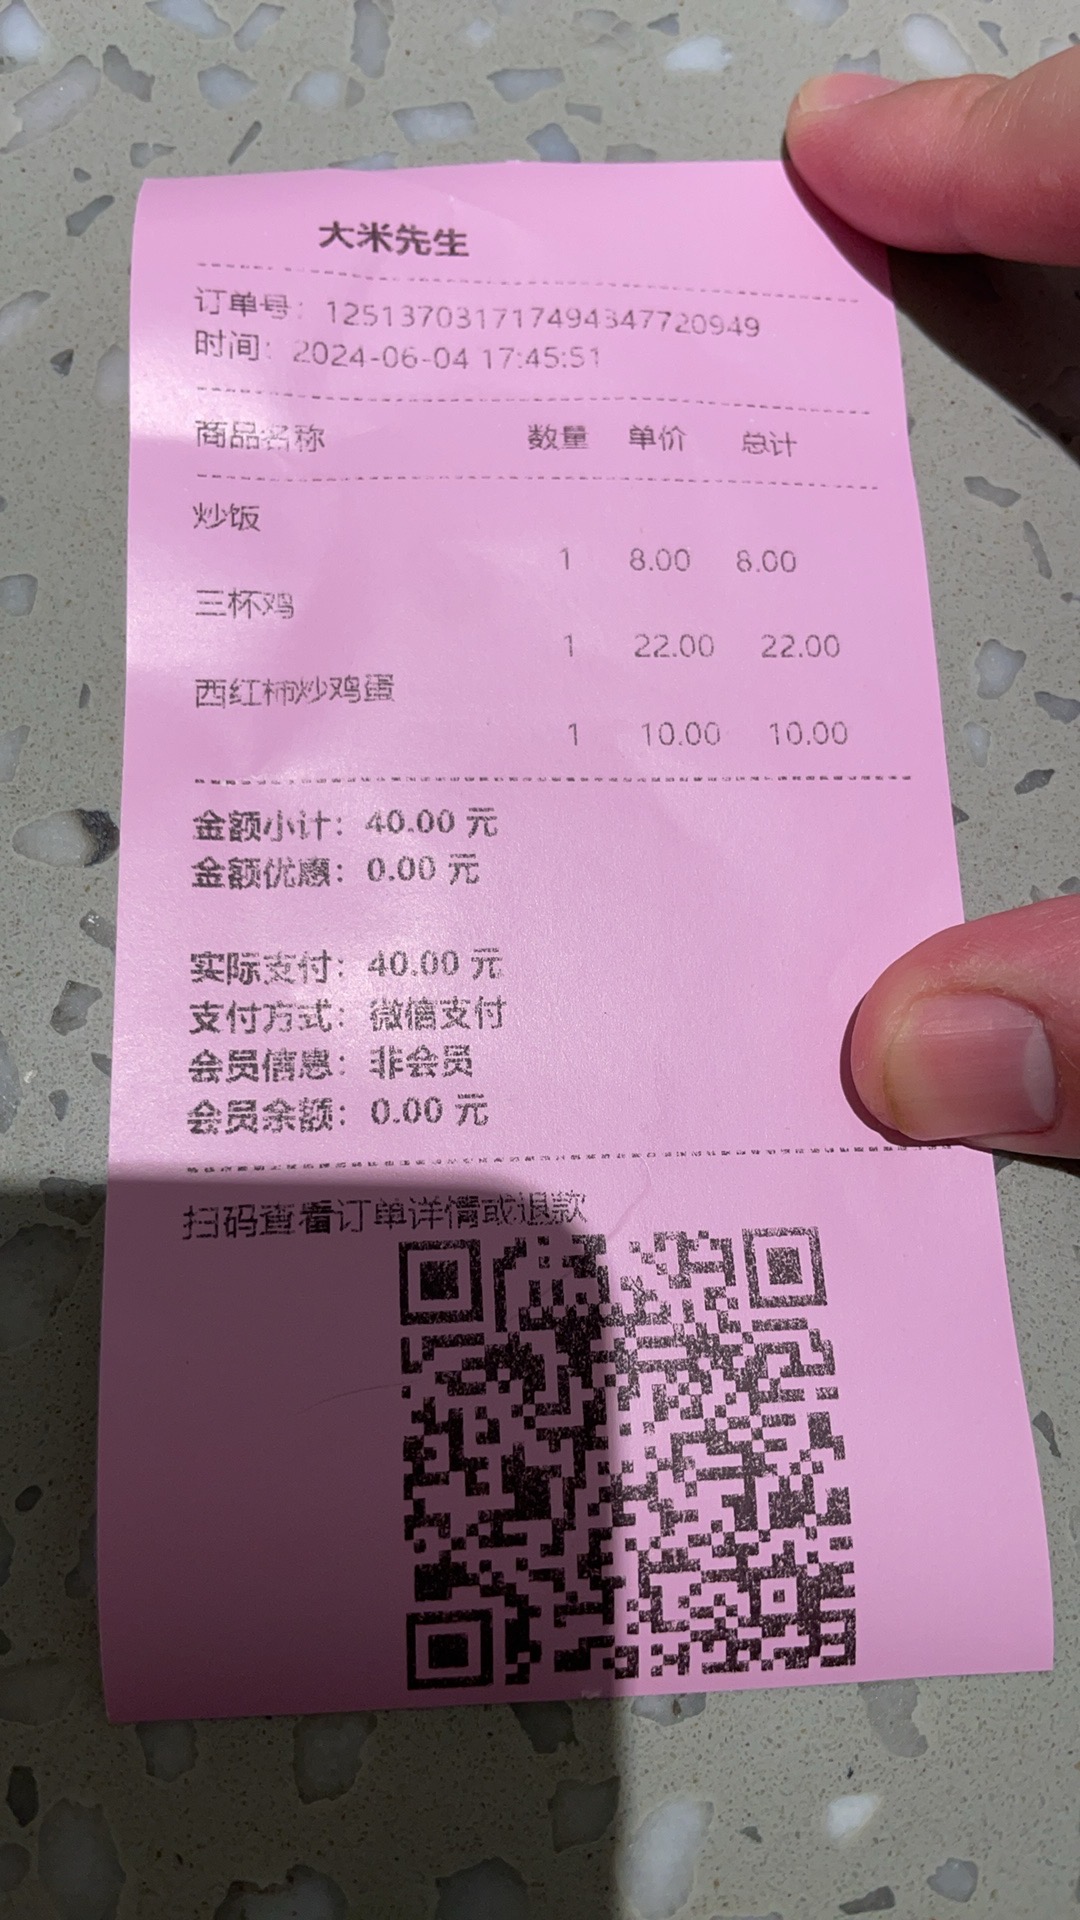 大米先生
订单号：125137031717494347720949
时间：2024-06-04 17:45:51
商品名称 数量 单价 总计
炒饭
1 8.00 8.00
三杯鸡
1 22.00 22.00
西红柿炒鸡蛋
1 10.00 10.00
金额小计：40.00 元
金额优惠：0.00 元
实际支付：40.00 元
支付方式：微信支付
会员信息：非会员
会员余额：0.00 元
扫码查看订单详情或退款